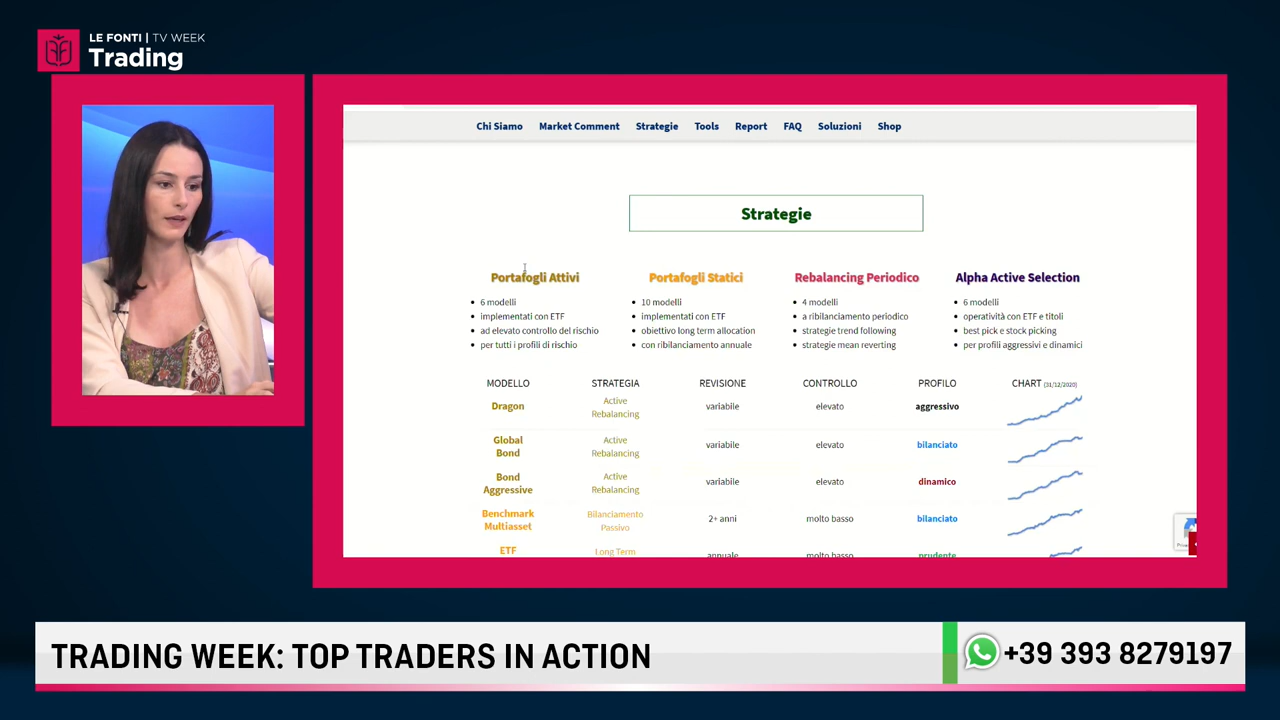 LE FONTI | TV WEEK
Trading
Chi Siamo Market Comment Strategie Tools Report FAQ Soluzioni Shop
Strategie
Portafogli Attivi
6 modelli
implementati con ETF
ad elevato controllo del rischio
per tutti i profili di rischio
Portafogli Statici
10 modelli
implementati con ETF
obiettivo long term allocation
con ribilanciamento annuale
Rebalancing Periodico
4 modelli
a ribilanciamento periodico
strategie trend following
strategie mean reverting
Alpha Active Selection
6 modelli
operatività con ETF e titoli
best pick e stock picking
per profili aggressivi e dinamici
MODELLO STRATEGIA REVISIONE CONTROLLO PROFILO CHART (31/12/2020)
Dragon Active Rebalancing variabile elevato aggressivo
Global Bond Active Rebalancing variabile elevato bilanciato
Bond Aggressive Active Rebalancing variabile elevato dinamico
Benchmark Multiasset Bilanciamento Passivo 2+ anni molto basso bilanciato
ETF Long Term annuale molto basso prudente
TRADING WEEK: TOP TRADERS IN ACTION
+39 393 8279197